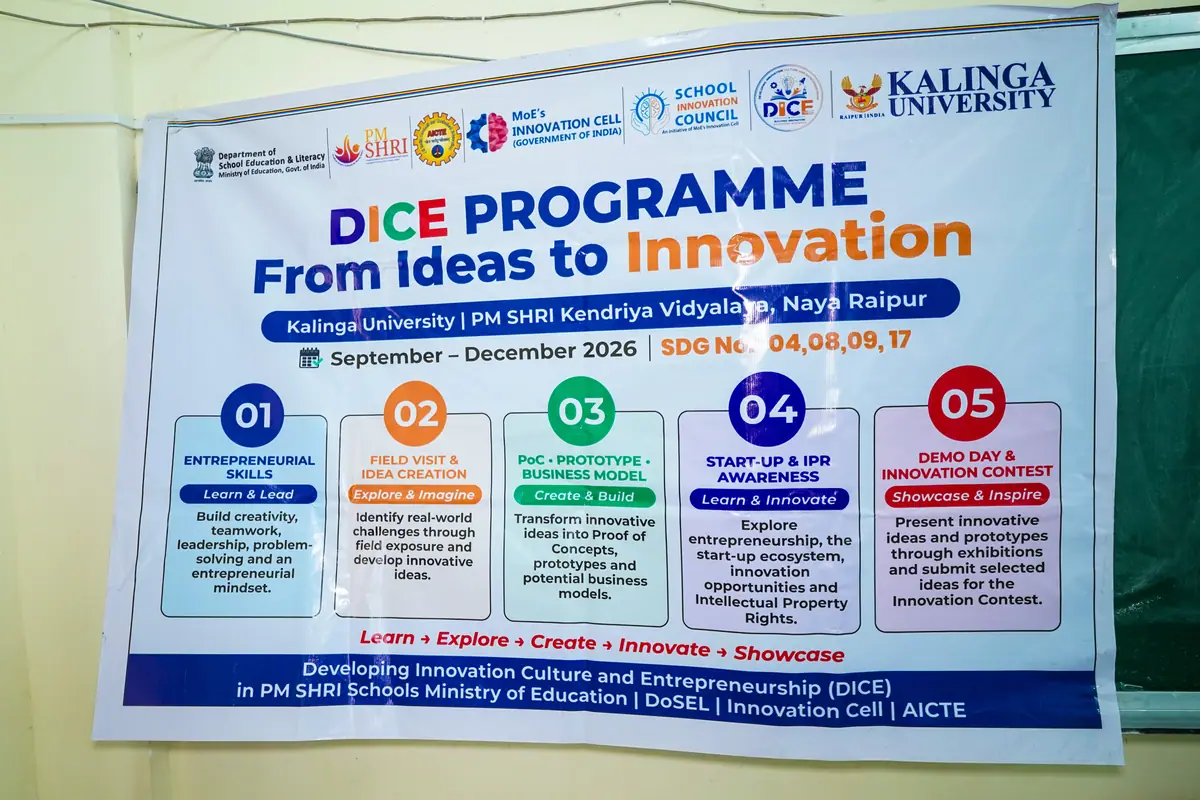 Department of
School Education & Literacy
Ministry of Education, Govt. of India
PM
SHRI
AICTE
MoE's
INNOVATION CELL
(GOVERNMENT OF INDIA)
SCHOOL
INNOVATION
COUNCIL
An initiative of MoE's Innovation Cell
DICE
RAIPUR | INDIA
KALINGA
UNIVERSITY
DICE PROGRAMME
From Ideas to Innovation
Kalinga University | PM SHRI Kendriya Vidyalaya, Naya Raipur
September – December 2026 | SDG No. 04,08,09, 17
01
ENTREPRENEURIAL
SKILLS
Learn & Lead
Build creativity,
teamwork,
leadership, problem-
solving and an
entrepreneurial
mindset.
02
FIELD VISIT &
IDEA CREATION
Explore & Imagine
Identify real-world
challenges through
field exposure and
develop innovative
ideas.
03
PoC • PROTOTYPE •
BUSINESS MODEL
Create & Build
Transform innovative
ideas into Proof of
Concepts,
prototypes and
potential business
models.
04
START-UP & IPR
AWARENESS
Learn & Innovate
Explore
entrepreneurship, the
start-up ecosystem,
innovation
opportunities and
Intellectual Property
Rights.
05
DEMO DAY &
INNOVATION CONTEST
Showcase & Inspire
Present innovative
ideas and prototypes
through exhibitions
and submit selected
ideas for the
Innovation Contest.
Learn → Explore → Create → Innovate → Showcase
Developing Innovation Culture and Entrepreneurship (DICE)
in PM SHRI Schools Ministry of Education | DoSEL | Innovation Cell | AICTE